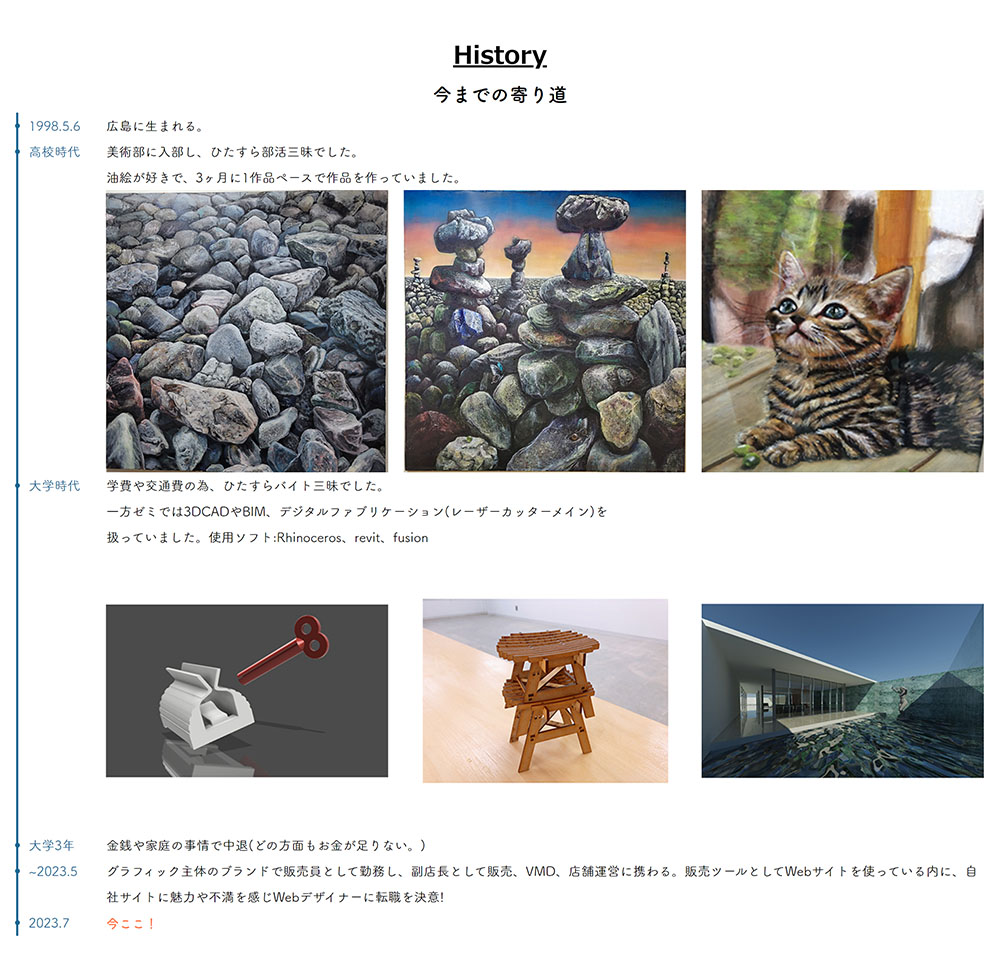 History
今までの寄り道
1998.5.6 広島に生まれる。
高校時代 美術部に入部し、ひたすら部活三昧でした。
油絵が好きで、3ヶ月に1作品ペースで作品を作っていました。
大学時代 学費や交通費の為、ひたすらバイト三昧でした。
一方ゼミでは3DCADやBIM、デジタルファブリケーション(レーザーカッターメイン)を
扱っていました。使用ソフト:Rhinoceros、revit、fusion
大学3年 金銭や家庭の事情で中退(どの方面もお金が足りない。)
~2023.5 グラフィック主体のブランドで販売員として勤務し、副店長として販売、VMD、店舗運営に携わる。販売ツールとしてWebサイトを使っている内に、自
社サイトに魅力や不満を感じWebデザイナーに転職を決意!
2023.7 今ここ！